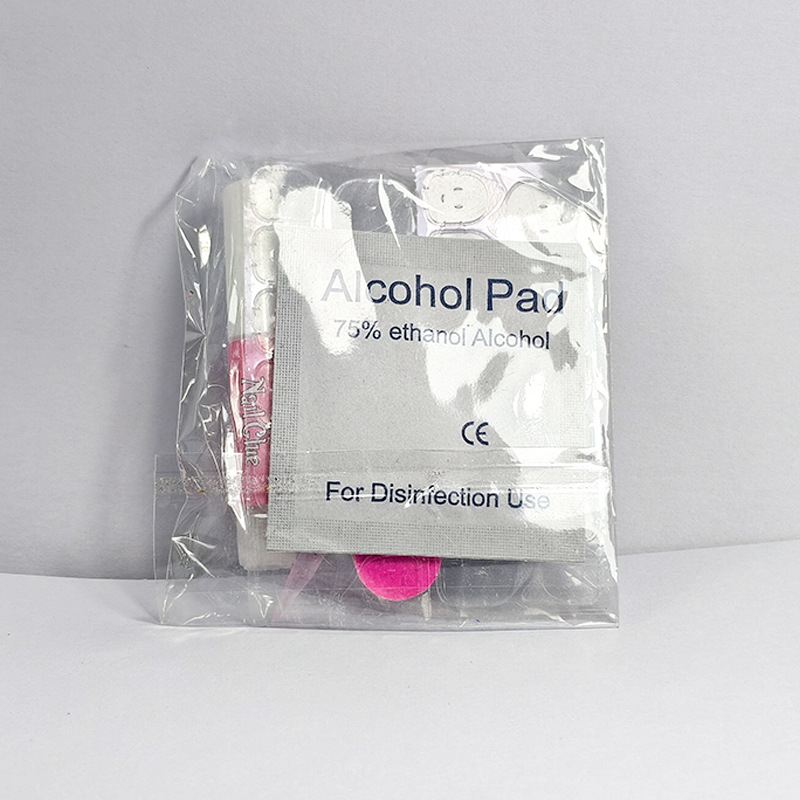 Alcohol Pad
75% ethanol Alcohol
CE
For Disinfection Use
Nail Glue